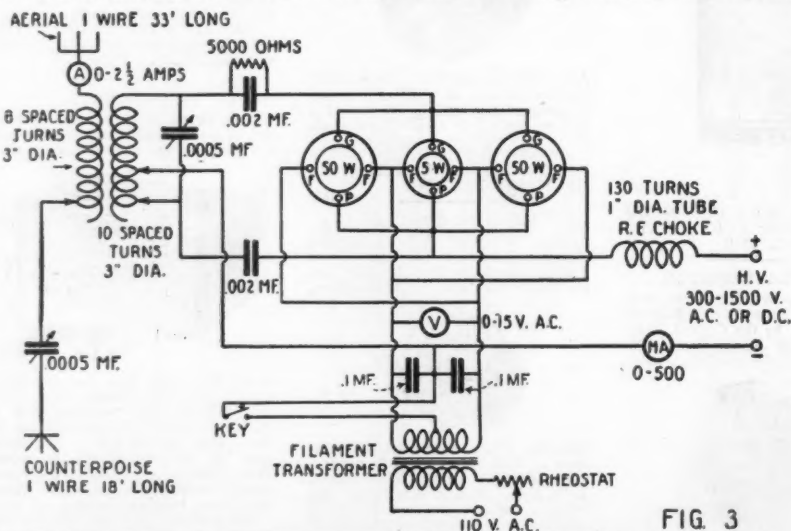 AERIAL 1 WIRE 33' LONG
A
0-2½ AMPS
5000 OHMS
.002 MF.
8 SPACED
TURNS
3" DIA.
.0005 MF
10 SPACED
TURNS
3" DIA.
.002 MF.
G
F 50 W F
P
G
F 5 W F
P
G
F 50 W F
P
130 TURNS
1" DIA. TUBE
R.F. CHOKE
+
H.V.
300-1500 V.
A.C. OR D.C.
-
MA
0-500
V
0-15 V. A.C.
.1 MF.
.1 MF.
.0005 MF.
KEY
COUNTERPOISE
1 WIRE 18' LONG
FILAMENT
TRANSFORMER
RHEOSTAT
110 V. A.C.
FIG. 3